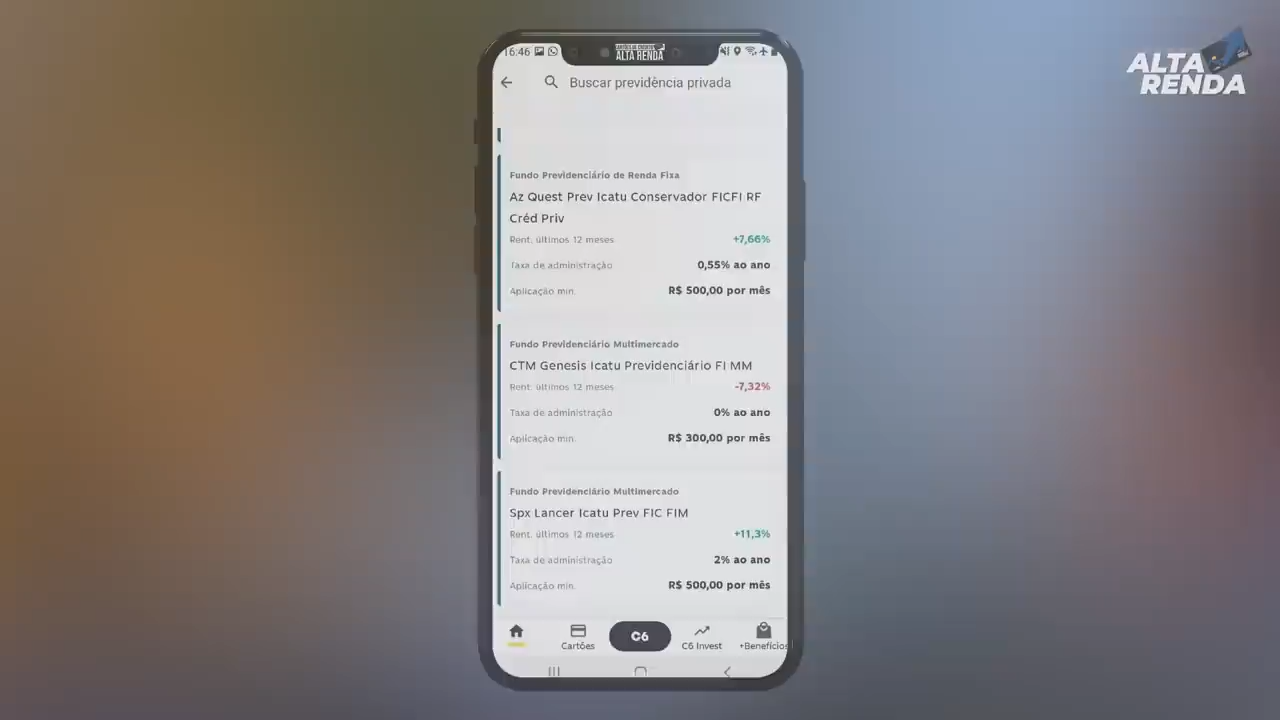 16:46
CARTÕES DE CRÉDITO
ALTA RENDA
ALTA
RENDA
Buscar previdência privada
Fundo Previdenciário de Renda Fixa
Az Quest Prev Icatu Conservador FICFI RF
Créd Priv
Rent. últimos 12 meses +7,66%
Taxa de administração 0,55% ao ano
Aplicação min. R$ 500,00 por mês
Fundo Previdenciário Multimercado
CTM Genesis Icatu Previdenciário FI MM
Rent. últimos 12 meses -7,32%
Taxa de administração 0% ao ano
Aplicação min. R$ 300,00 por mês
Fundo Previdenciário Multimercado
Spx Lancer Icatu Prev FIC FIM
Rent. últimos 12 meses +11,3%
Taxa de administração 2% ao ano
Aplicação min. R$ 500,00 por mês
Cartões C6 C6 Invest +Benefícios